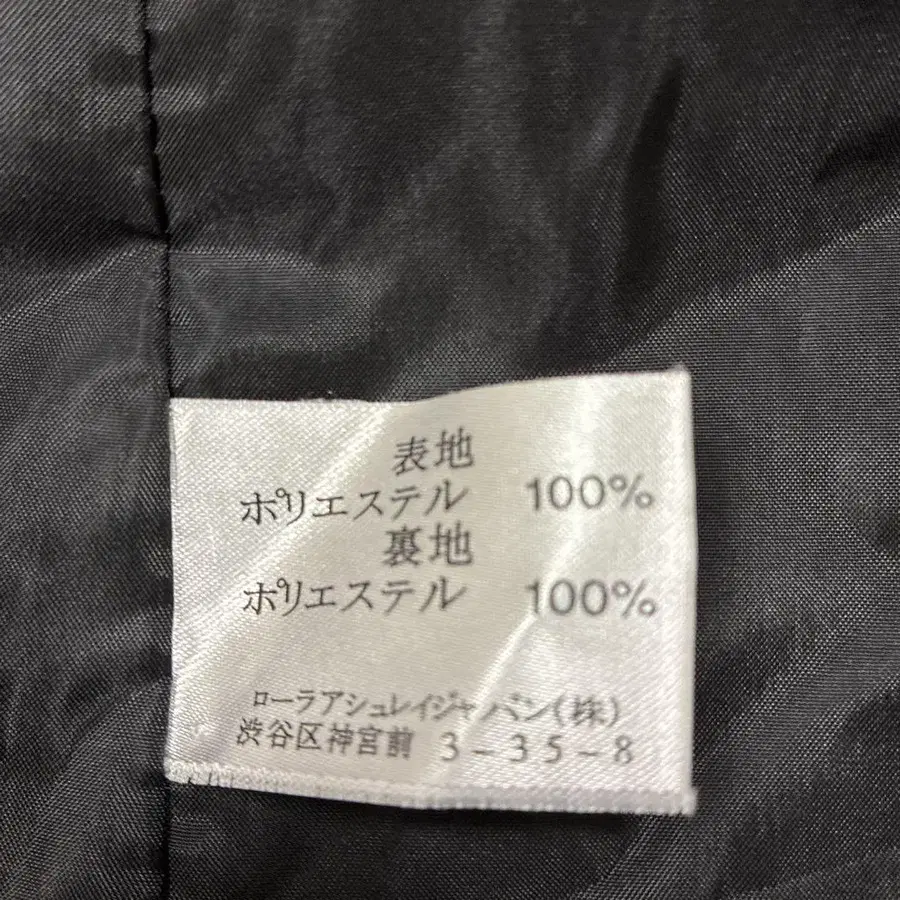 表地
ポリエステル 100%
裏地
ポリエステル 100%
ローラアシュレイジャパン(株)
渋谷区神宮前 3-35-8